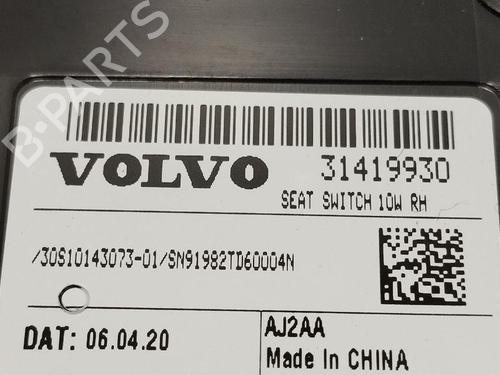 B-PARTS
VOLVO 31419930
SEAT SWITCH 10W RH
/30S10143073-01/SN91982TD60004N
DAT: 06.04.20
AJ2AA
Made In CHINA